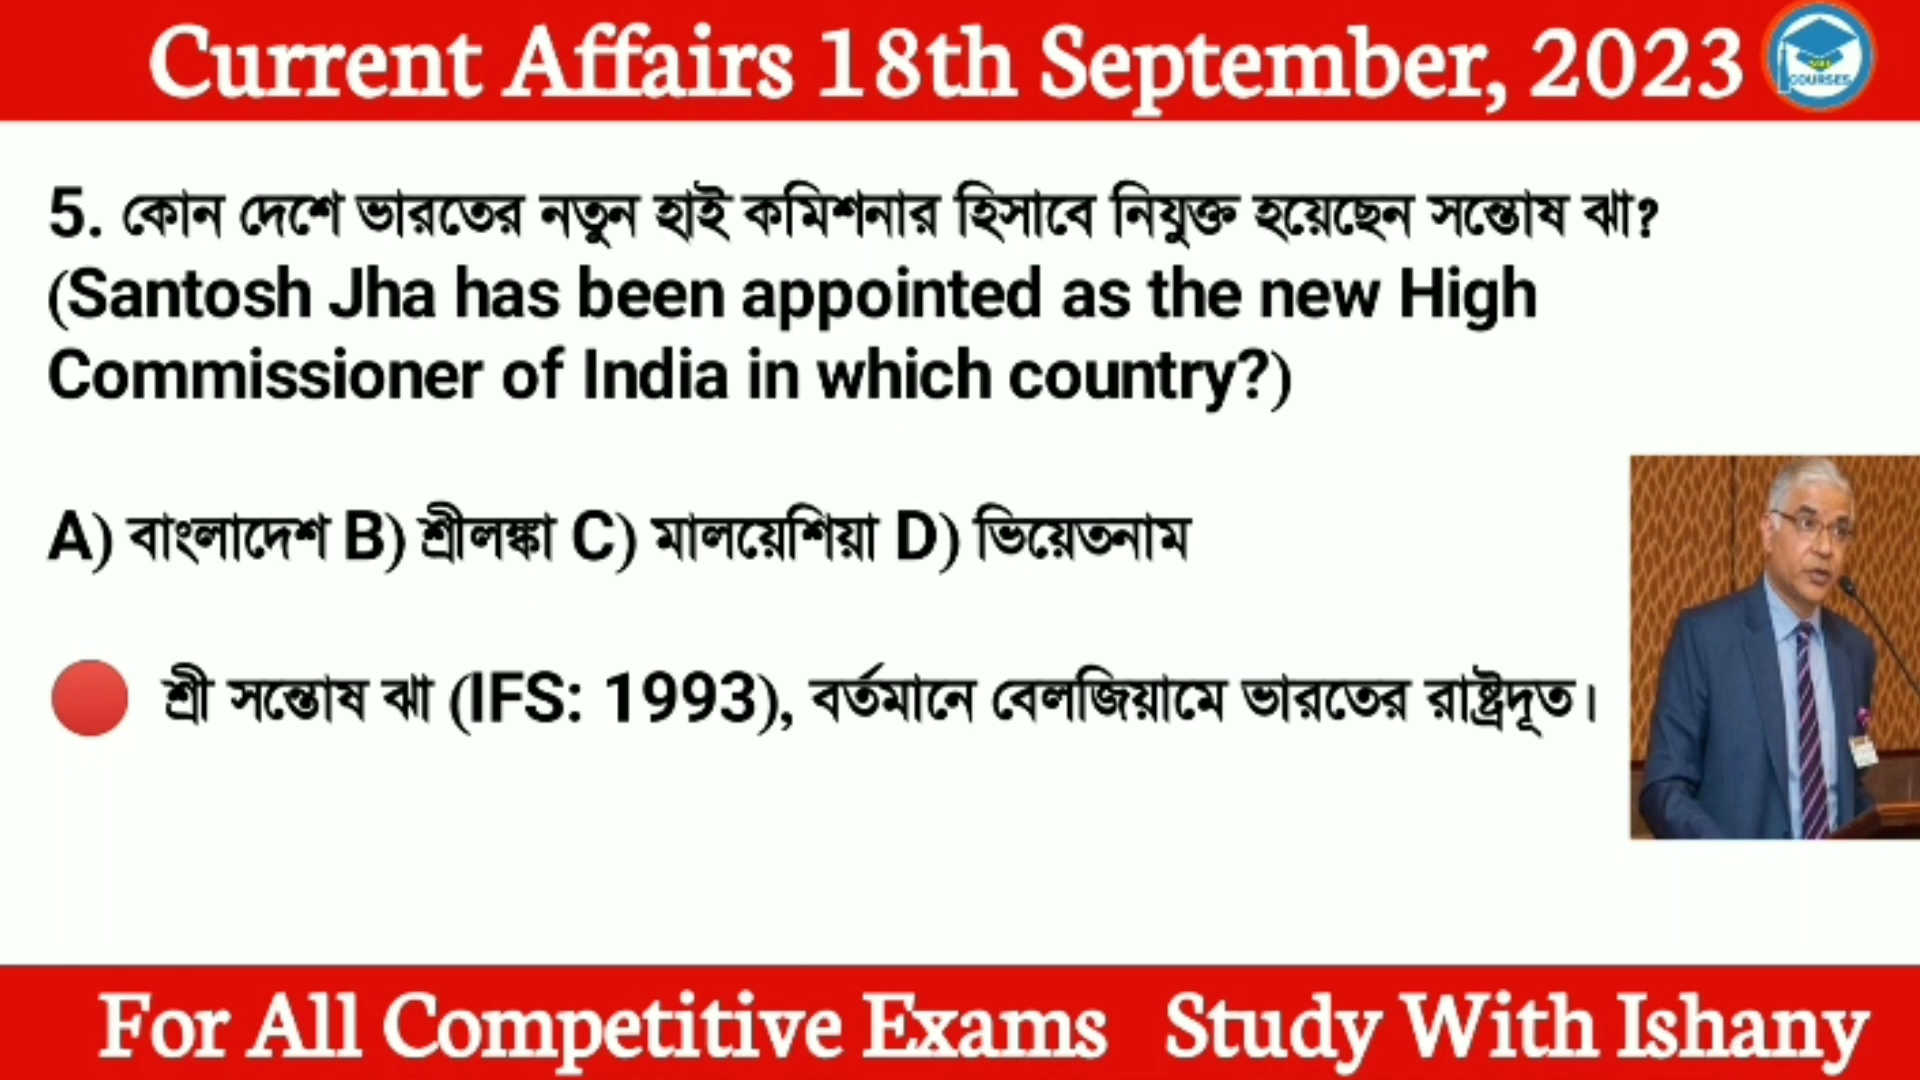 Current Affairs 18th September, 2023
COURSES
5. কোন দেশে ভারতের নতুন হাই কমিশনার হিসাবে নিযুক্ত হয়েছেন সন্তোষ ঝা?
(Santosh Jha has been appointed as the new High
Commissioner of India in which country?)
A) বাংলাদেশ B) শ্রীলঙ্কা C) মালয়েশিয়া D) ভিয়েতনাম
শ্রী সন্তোষ ঝা (IFS: 1993), বর্তমানে বেলজিয়ামে ভারতের রাষ্ট্রদূত।
For All Competitive Exams Study With Ishany